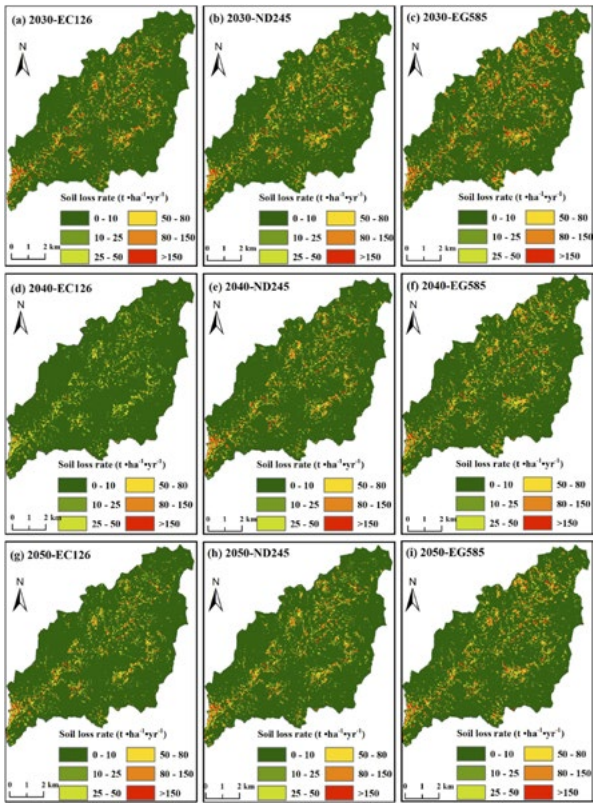 (a) 2030-EC126
N
Soil loss rate (t •ha⁻¹•yr⁻¹)
0 - 10 50 - 80
10 - 25 80 - 150
25 - 50 >150
0 1 2 km
(b) 2030-ND245
N
Soil loss rate (t •ha⁻¹•yr⁻¹)
0 - 10 50 - 80
10 - 25 80 - 150
25 - 50 >150
0 1 2 km
(c) 2030-EG585
N
Soil loss rate (t •ha⁻¹•yr⁻¹)
0 - 10 50 - 80
10 - 25 80 - 150
25 - 50 >150
0 1 2 km
(d) 2040-EC126
N
Soil loss rate (t •ha⁻¹•yr⁻¹)
0 - 10 50 - 80
10 - 25 80 - 150
25 - 50 >150
0 1 2 km
(e) 2040-ND245
N
Soil loss rate (t •ha⁻¹•yr⁻¹)
0 - 10 50 - 80
10 - 25 80 - 150
25 - 50 >150
0 1 2 km
(f) 2040-EG585
N
Soil loss rate (t •ha⁻¹•yr⁻¹)
0 - 10 50 - 80
10 - 25 80 - 150
25 - 50 >150
0 1 2 km
(g) 2050-EC126
N
Soil loss rate (t •ha⁻¹•yr⁻¹)
0 - 10 50 - 80
10 - 25 80 - 150
25 - 50 >150
0 1 2 km
(h) 2050-ND245
N
Soil loss rate (t •ha⁻¹•yr⁻¹)
0 - 10 50 - 80
10 - 25 80 - 150
25 - 50 >150
0 1 2 km
(i) 2050-EG585
N
Soil loss rate (t •ha⁻¹•yr⁻¹)
0 - 10 50 - 80
10 - 25 80 - 150
25 - 50 >150
0 1 2 km